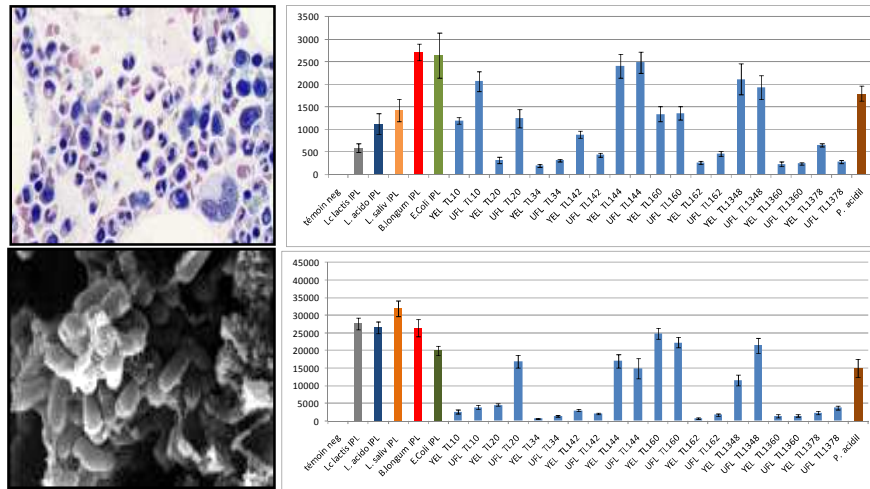 3500
3000
2500
2000
1500
1000
500
0
témoin neg
Lc lactis IPL
L. acido IPL
L. saliv IPL
B.longum IPL
E.Coli IPL
YEL TL10
UFL TL10
YEL TL20
UFL TL20
YEL TL34
UFL TL34
YEL TL142
UFL TL142
YEL TL144
UFL TL144
YEL TL160
UFL TL160
YEL TL162
UFL TL162
YEL TL1348
UFL TL1348
YEL TL1360
UFL TL1360
YEL TL1378
UFL TL1378
P. acidil
45000
40000
35000
30000
25000
20000
15000
10000
5000
0
témoin neg
Lc lactis IPL
L. acido IPL
L. saliv IPL
B.longum IPL
E.Coli IPL
YEL TL10
UFL TL10
YEL TL20
UFL TL20
YEL TL34
UFL TL34
YEL TL142
UFL TL142
YEL TL144
UFL TL144
YEL TL160
UFL TL160
YEL TL162
UFL TL162
YEL TL1348
UFL TL1348
YEL TL1360
UFL TL1360
YEL TL1378
UFL TL1378
P. acidil